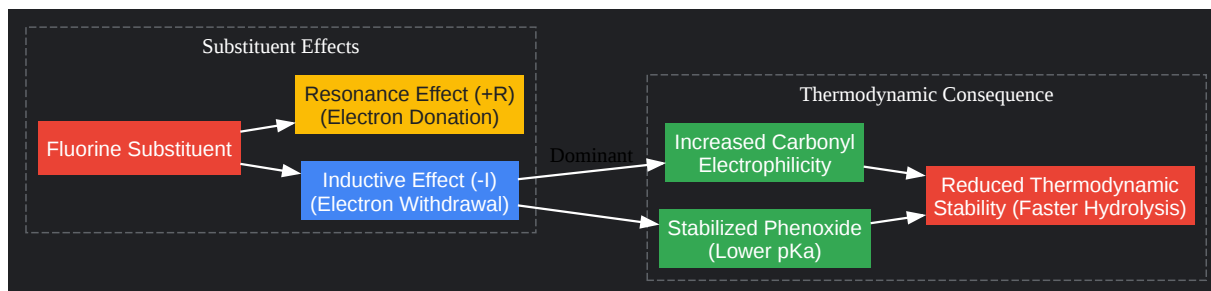 Substituent Effects
Fluorine Substituent
Resonance Effect (+R)
(Electron Donation)
Inductive Effect (-I)
(Electron Withdrawal)
Dominant
Thermodynamic Consequence
Increased Carbonyl
Electrophilicity
Stabilized Phenoxide
(Lower pKa)
Reduced Thermodynamic
Stability (Faster Hydrolysis)